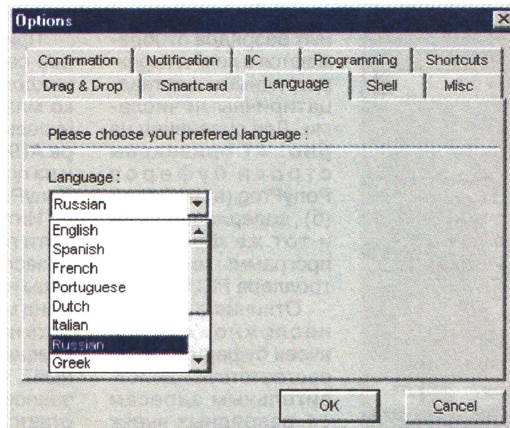 Options
Confirmation Notification IIC Programming Shortcuts
Drag & Drop Smartcard Language Shell Misc
Please choose your prefered language :
Language :
Russian
English
Spanish
French
Portuguese
Dutch
Italian
Russian
Greek
OK Cancel